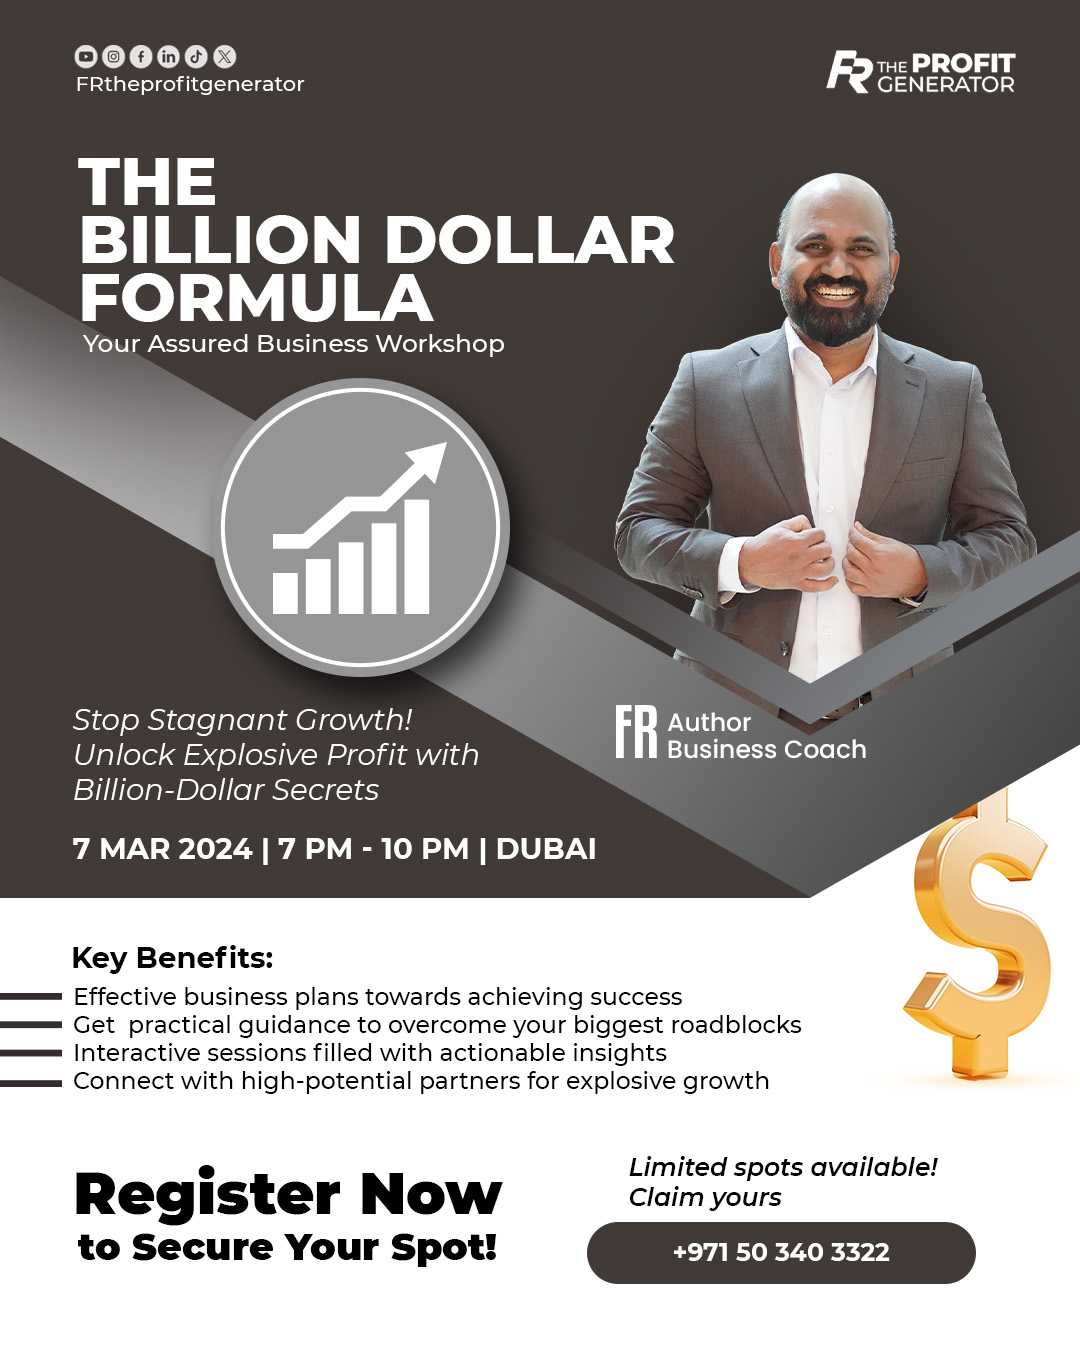 FRtheprofitgenerator
FR THE PROFIT
GENERATOR
THE
BILLION DOLLAR
FORMULA
Your Assured Business Workshop
Stop Stagnant Growth!
Unlock Explosive Profit with
Billion-Dollar Secrets
FR Author
Business Coach
7 MAR 2024 | 7 PM - 10 PM | DUBAI
Key Benefits:
Effective business plans towards achieving success
Get  practical guidance to overcome your biggest roadblocks
Interactive sessions filled with actionable insights
Connect with high-potential partners for explosive growth
Register Now
to Secure Your Spot!
Limited spots available!
Claim yours
+971 50 340 3322